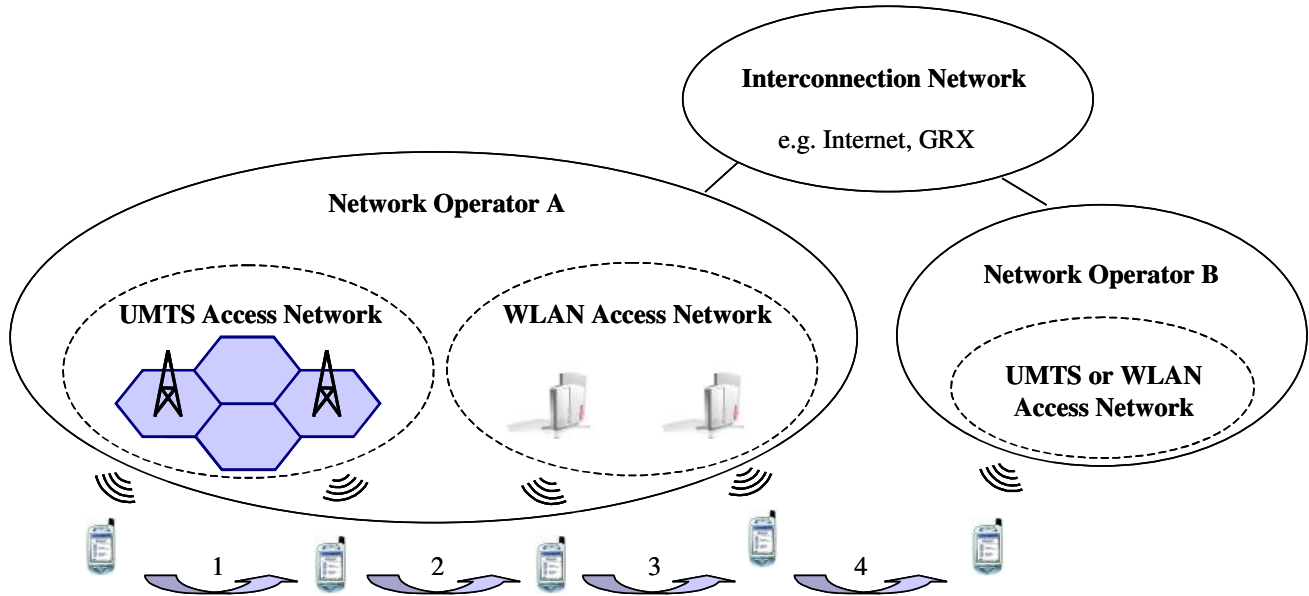 Interconnection Network
e.g. Internet, GRX
Network Operator A
Network Operator B
UMTS Access Network
WLAN Access Network
UMTS or WLAN
Access Network
1
2
3
4